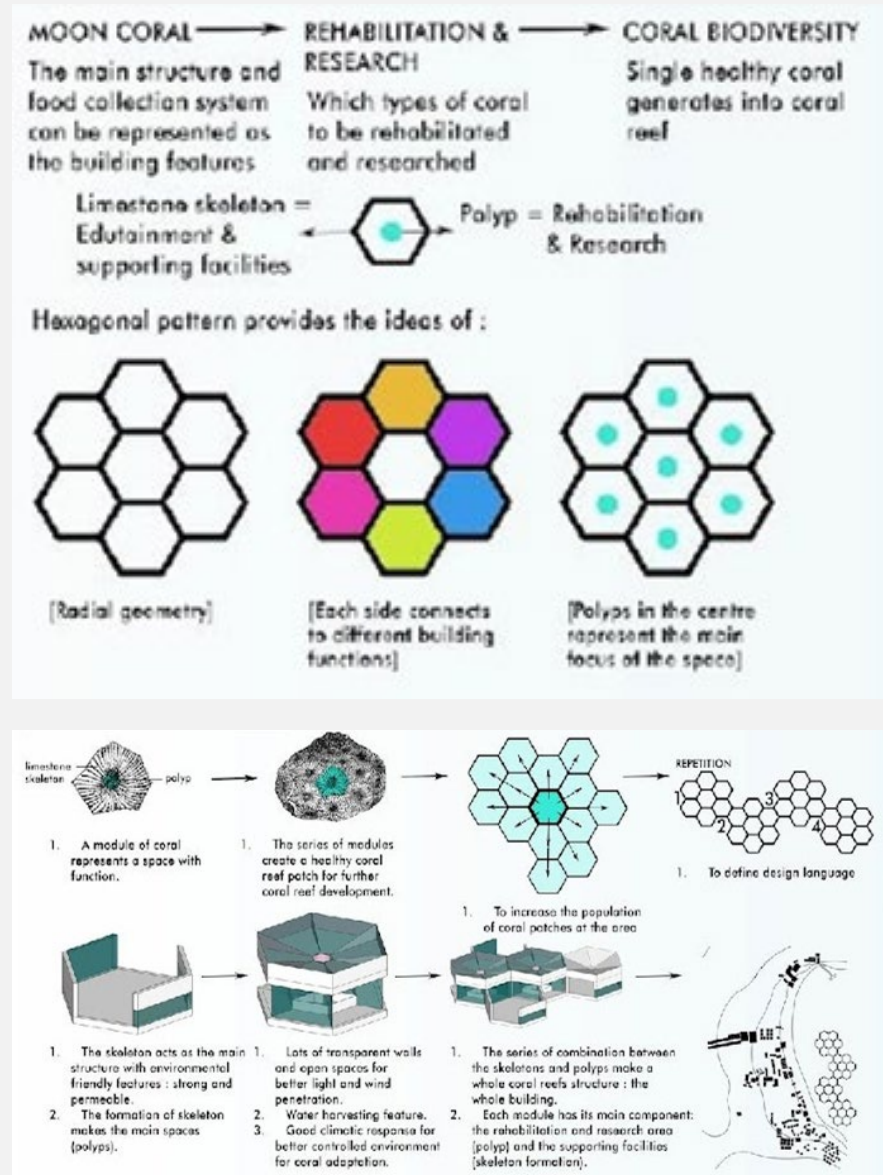 MOON CORAL
REHABILITATION &
RESEARCH
CORAL BIODIVERSITY
The main structure and
food collection system
can be represented as
the building features
Which types of coral
to be rehabilitated
and researched
Single healthy coral
generates into coral
reef
Limestone skeleton =
Edutainment &
supporting facilities
Polyp = Rehabilitation
& Research
Hexagonal pattern provides the ideas of :
[Radial geometry]
[Each side connects
to different building
functions]
[Polyps in the centre
represent the main
focus of the space]
limestone
skeleton
polyp
1. A module of coral
represents a space with
function.
1. The series of modules
create a healthy coral
reef patch for further
coral reef development.
1. To increase the population
of coral patches at the area
REPETITION
1
2
3
4
1. To define design language
1. The skeleton acts as the main
structure with environmental
friendly features : strong and
permeable.
2. The formation of skeleton
makes the main spaces
(polyps).
1. Lots of transparent walls
and open spaces for
better light and wind
penetration.
2. Water harvesting feature.
3. Good climatic response for
better controlled environment
for coral adaptation.
1. The series of combination between
the skeletons and polyps make a
whole coral reefs structure : the
whole building.
2. Each module has its main component:
the rehabilitation and research area
(polyp) and the supporting facilities
(skeleton formation).